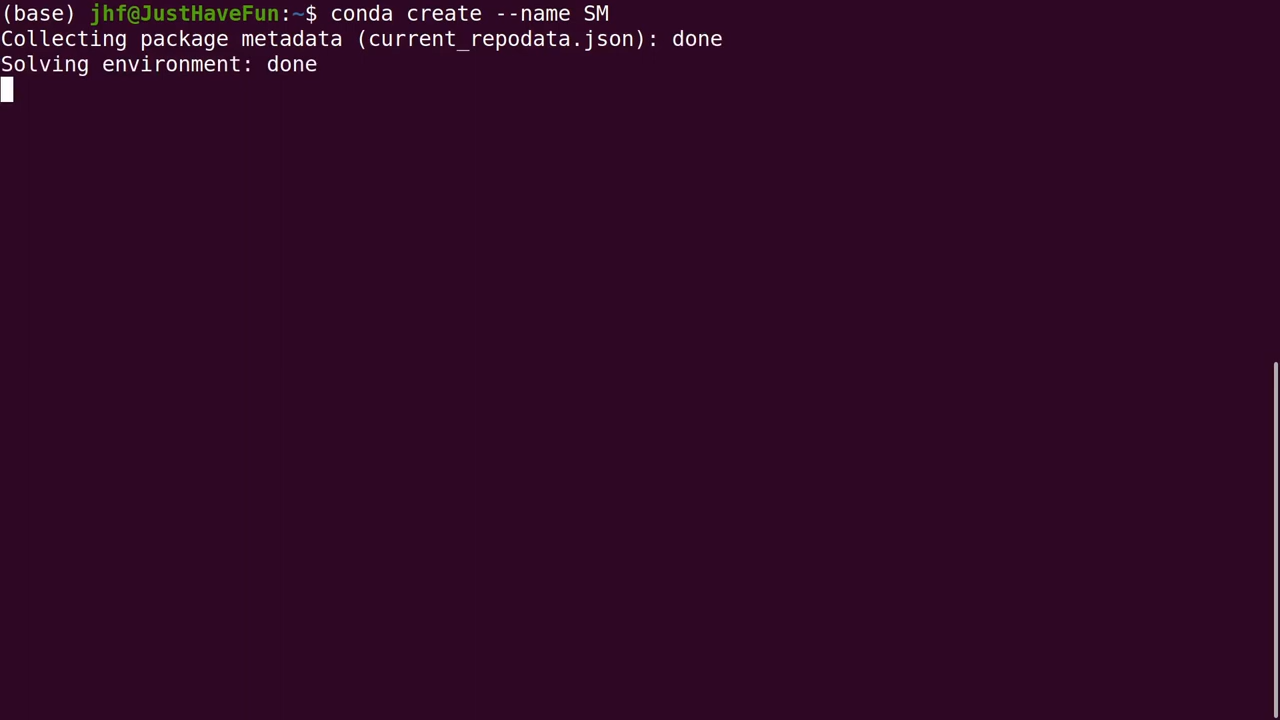 (base) jhf@JustHaveFun:~$ conda create --name SM
Collecting package metadata (current_repodata.json): done
Solving environment: done